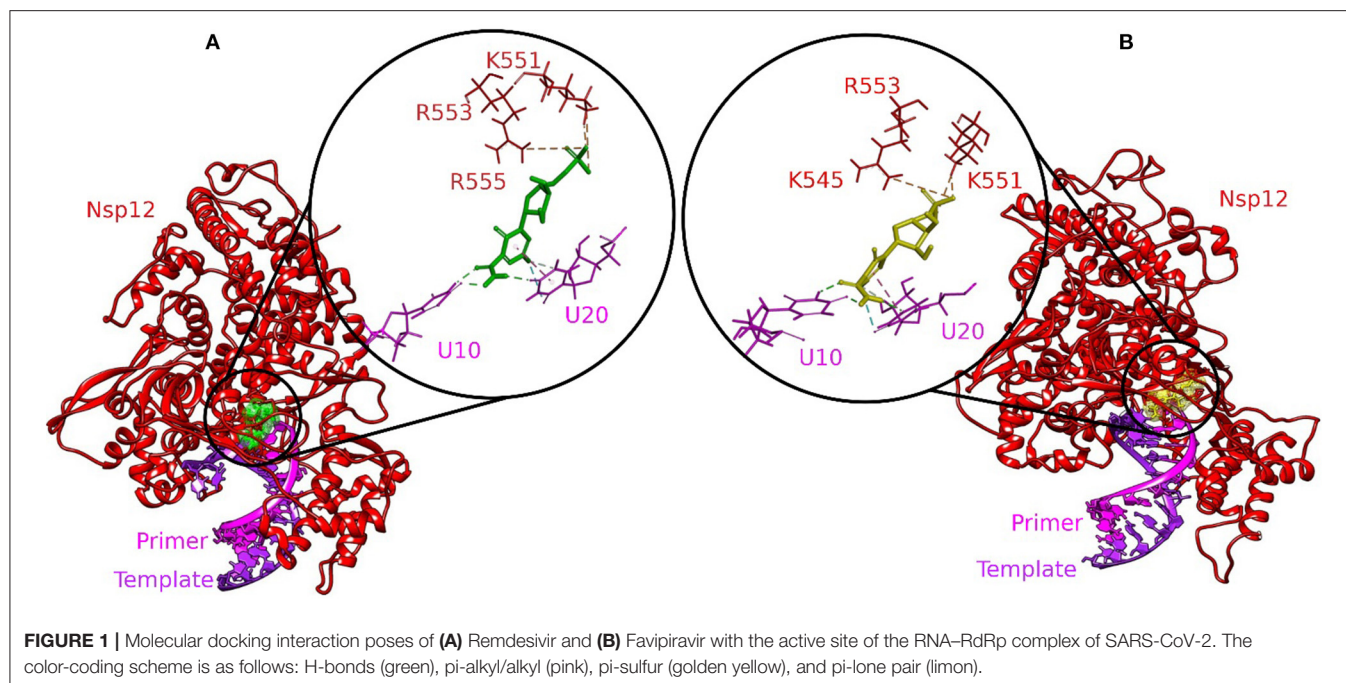 A
K551
R553
R555
Nsp12
U20
U10
Primer
Template
B
R553
K545
K551
Nsp12
U20
U10
Primer
Template
FIGURE 1 | Molecular docking interaction poses of (A) Remdesivir and (B) Favipiravir with the active site of the RNA–RdRp complex of SARS-CoV-2. The
color-coding scheme is as follows: H-bonds (green), pi-alkyl/alkyl (pink), pi-sulfur (golden yellow), and pi-lone pair (limon).